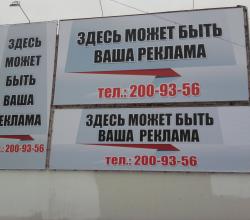 ЗДЕСЬ
МОЖЕТ
БЫТЬ
ВАША
РЕКЛАМА
тел.: 200-93-56
ЗДЕСЬ МОЖЕТ БЫТЬ
ВАША РЕКЛАМА
тел.: 200-93-56
ЗДЕСЬ МОЖЕТ БЫТЬ
ВАША РЕКЛАМА
тел.: 200-93-56